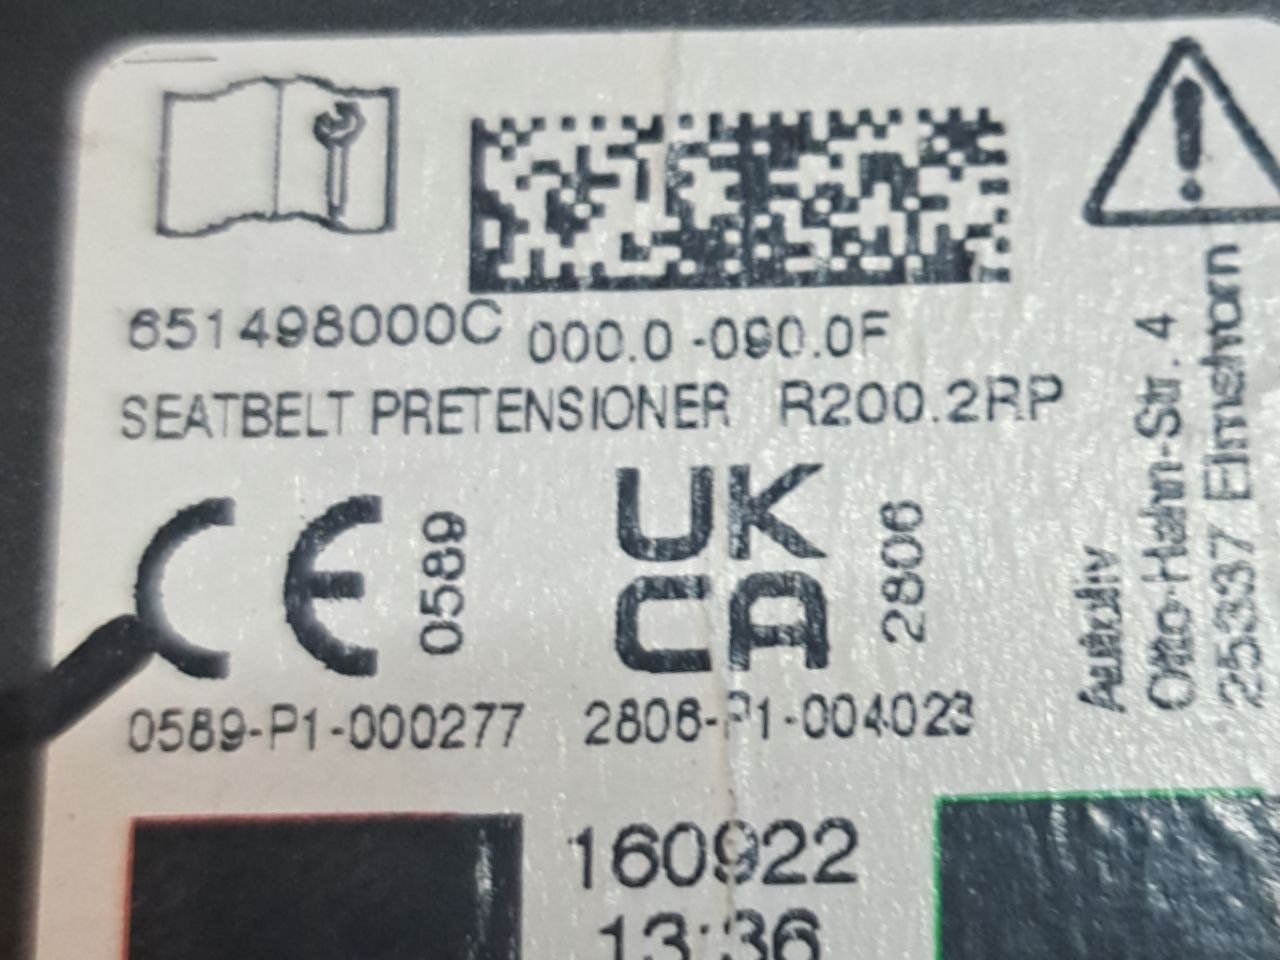 651498000C 000.0 -090.0F
SEATBELT PRETENSIONER R200.2RP
CE 0589
UK
CA 2806
0589-P1-000277 2806-P1-004023
160922
13:36
Autoliv
Otto-Hahn-Str. 4
25337 Elmshorn